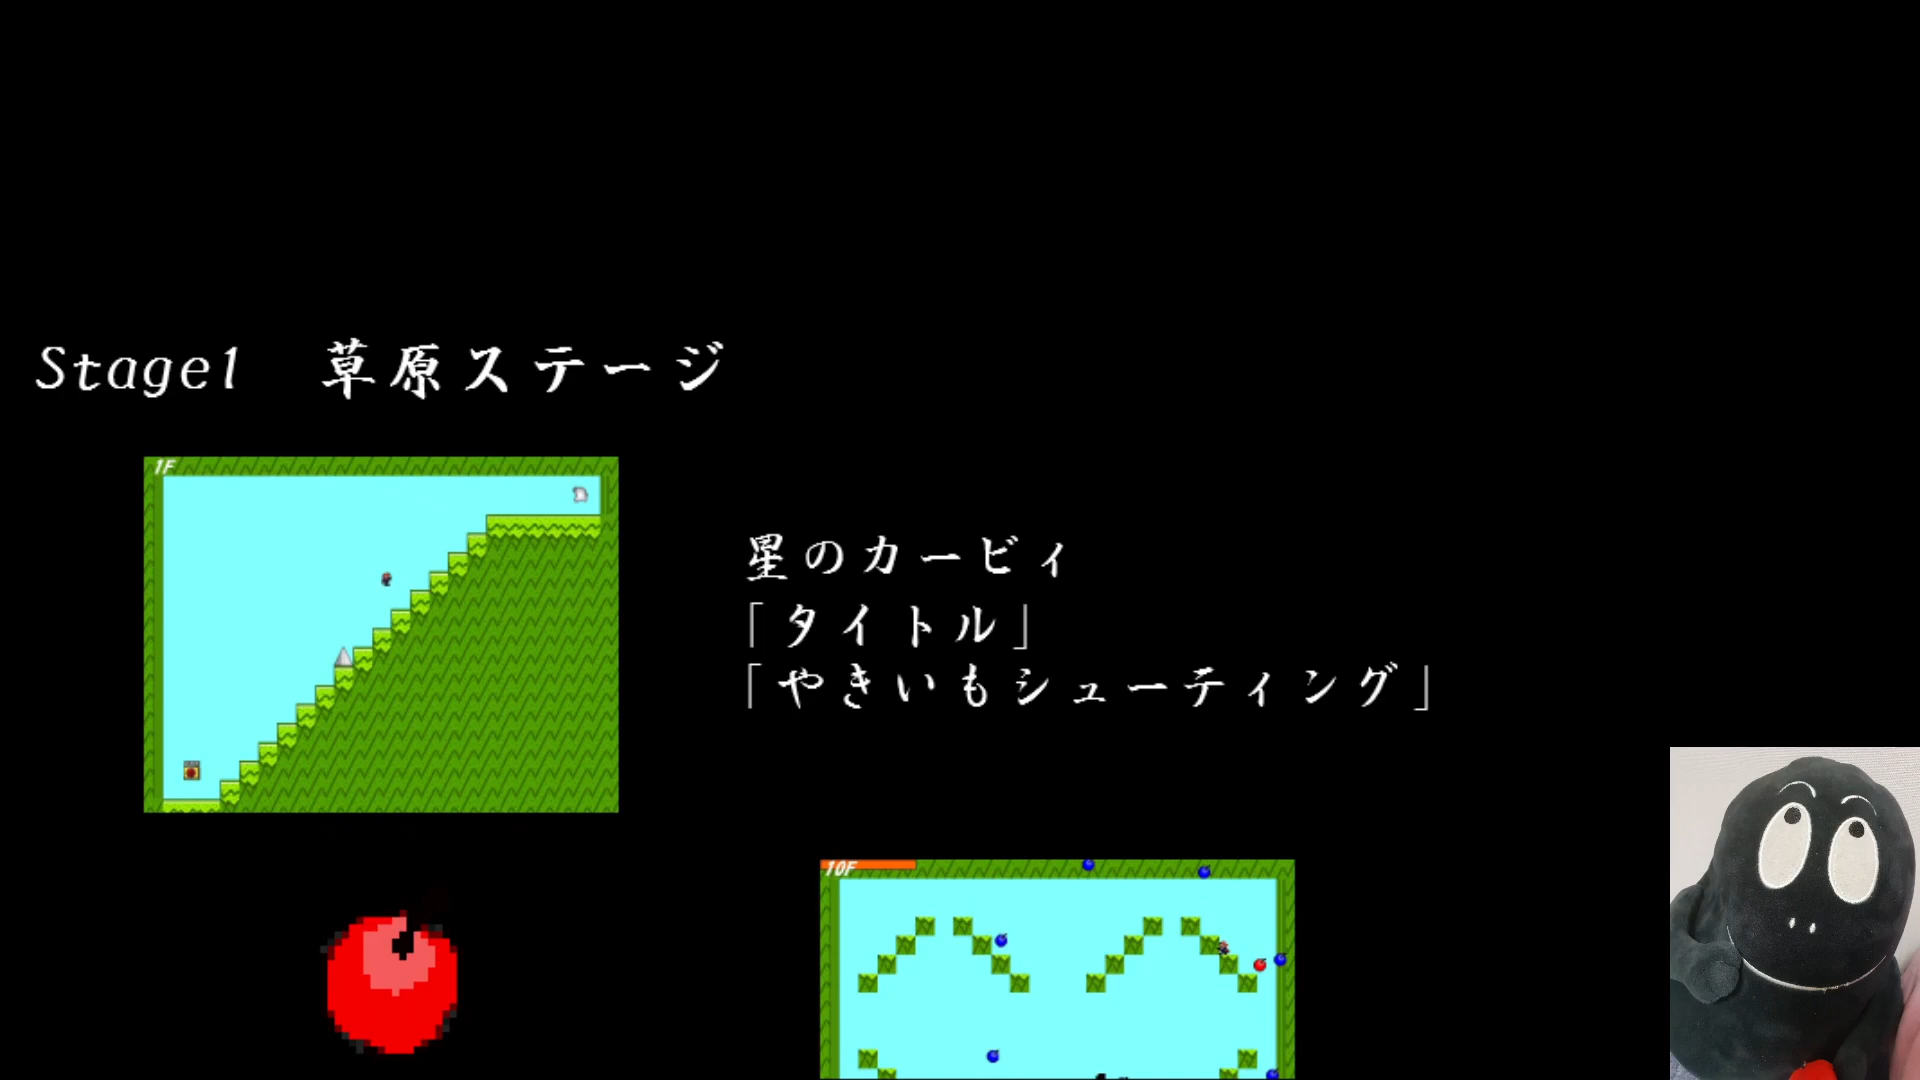 Stage1 草原ステージ
1F
星のカービィ
「タイトル」
「やきいもシューティング」
10F